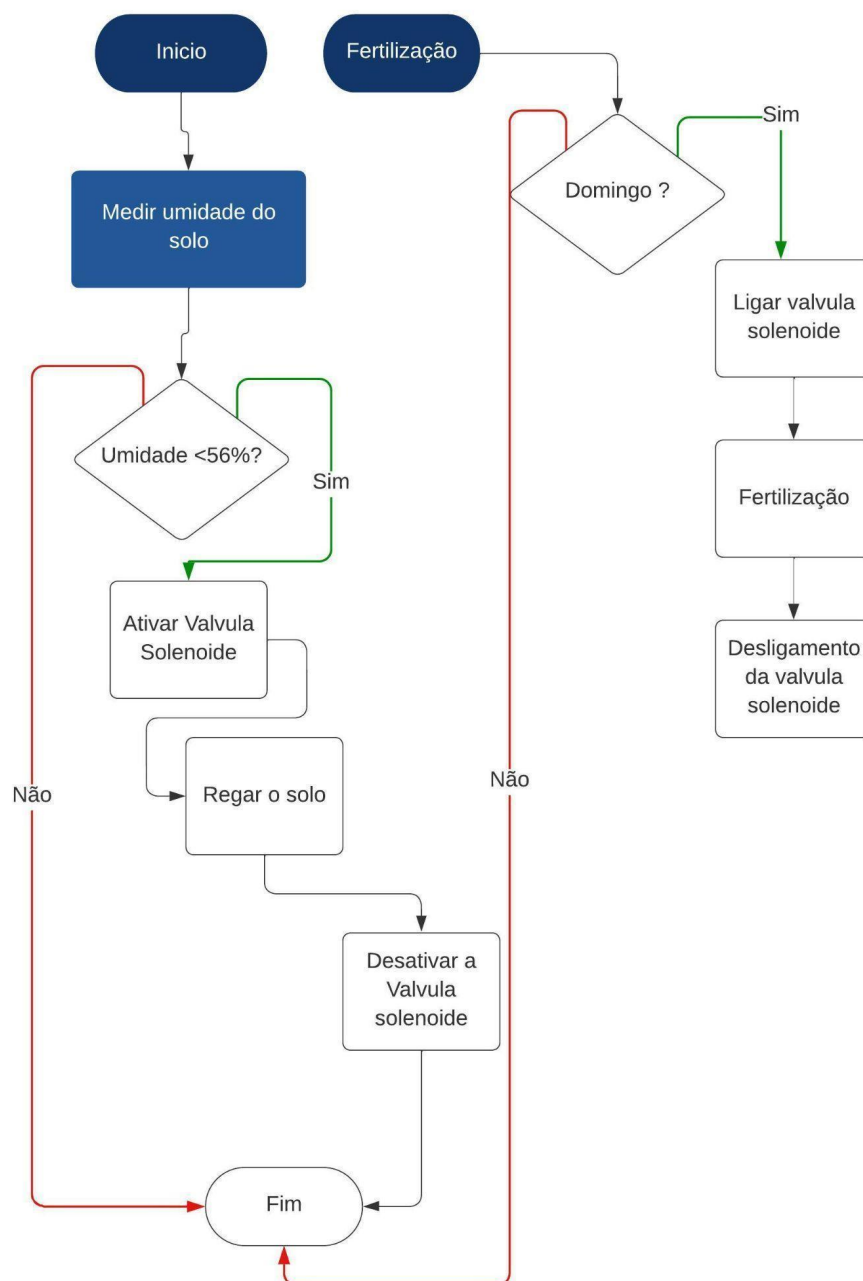 Inicio
Medir umidade do
solo
Umidade <56%?
Sim
Não
Ativar Valvula
Solenoide
Regar o solo
Desativar a
Valvula
solenoide
Fim
Fertilização
Domingo ?
Sim
Não
Ligar valvula
solenoide
Fertilização
Desligamento
da valvula
solenoide